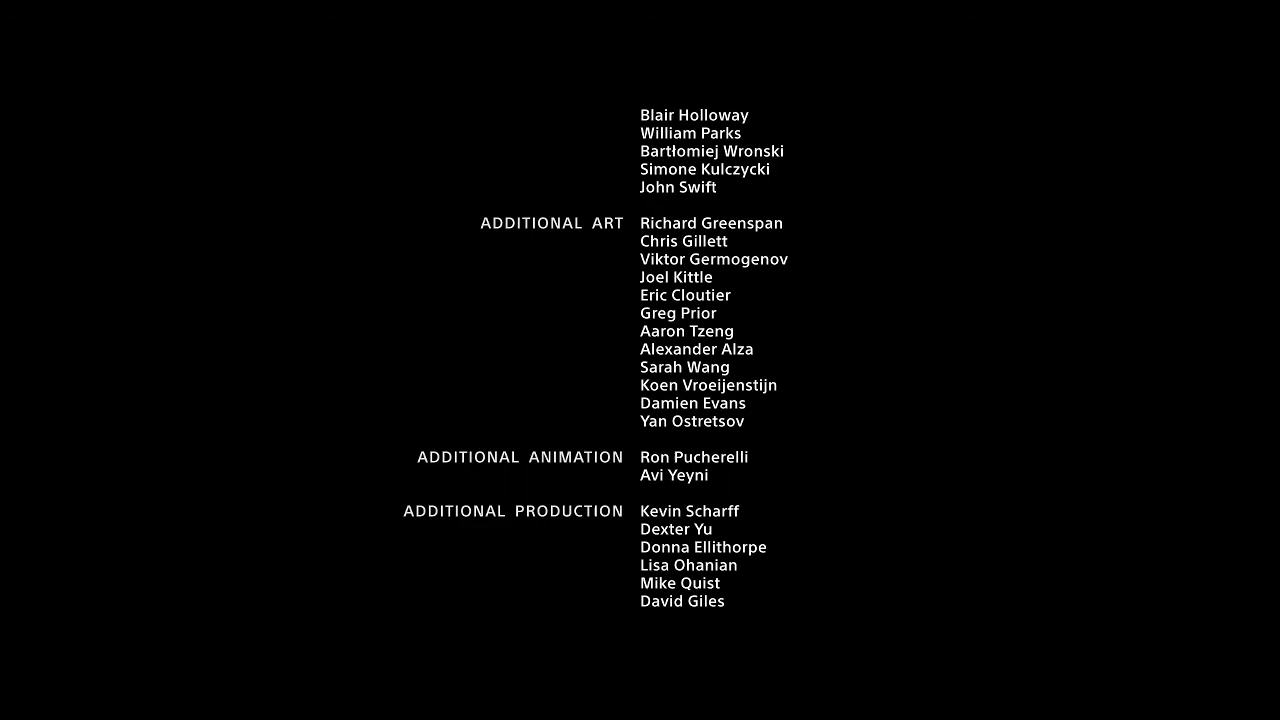 Blair Holloway
William Parks
Bartłomiej Wronski
Simone Kulczycki
John Swift
ADDITIONAL ART Richard Greenspan
Chris Gillett
Viktor Germogenov
Joel Kittle
Eric Cloutier
Greg Prior
Aaron Tzeng
Alexander Alza
Sarah Wang
Koen Vroeijenstijn
Damien Evans
Yan Ostretsov
ADDITIONAL ANIMATION Ron Pucherelli
Avi Yeyni
ADDITIONAL PRODUCTION Kevin Scharff
Dexter Yu
Donna Ellithorpe
Lisa Ohanian
Mike Quist
David Giles